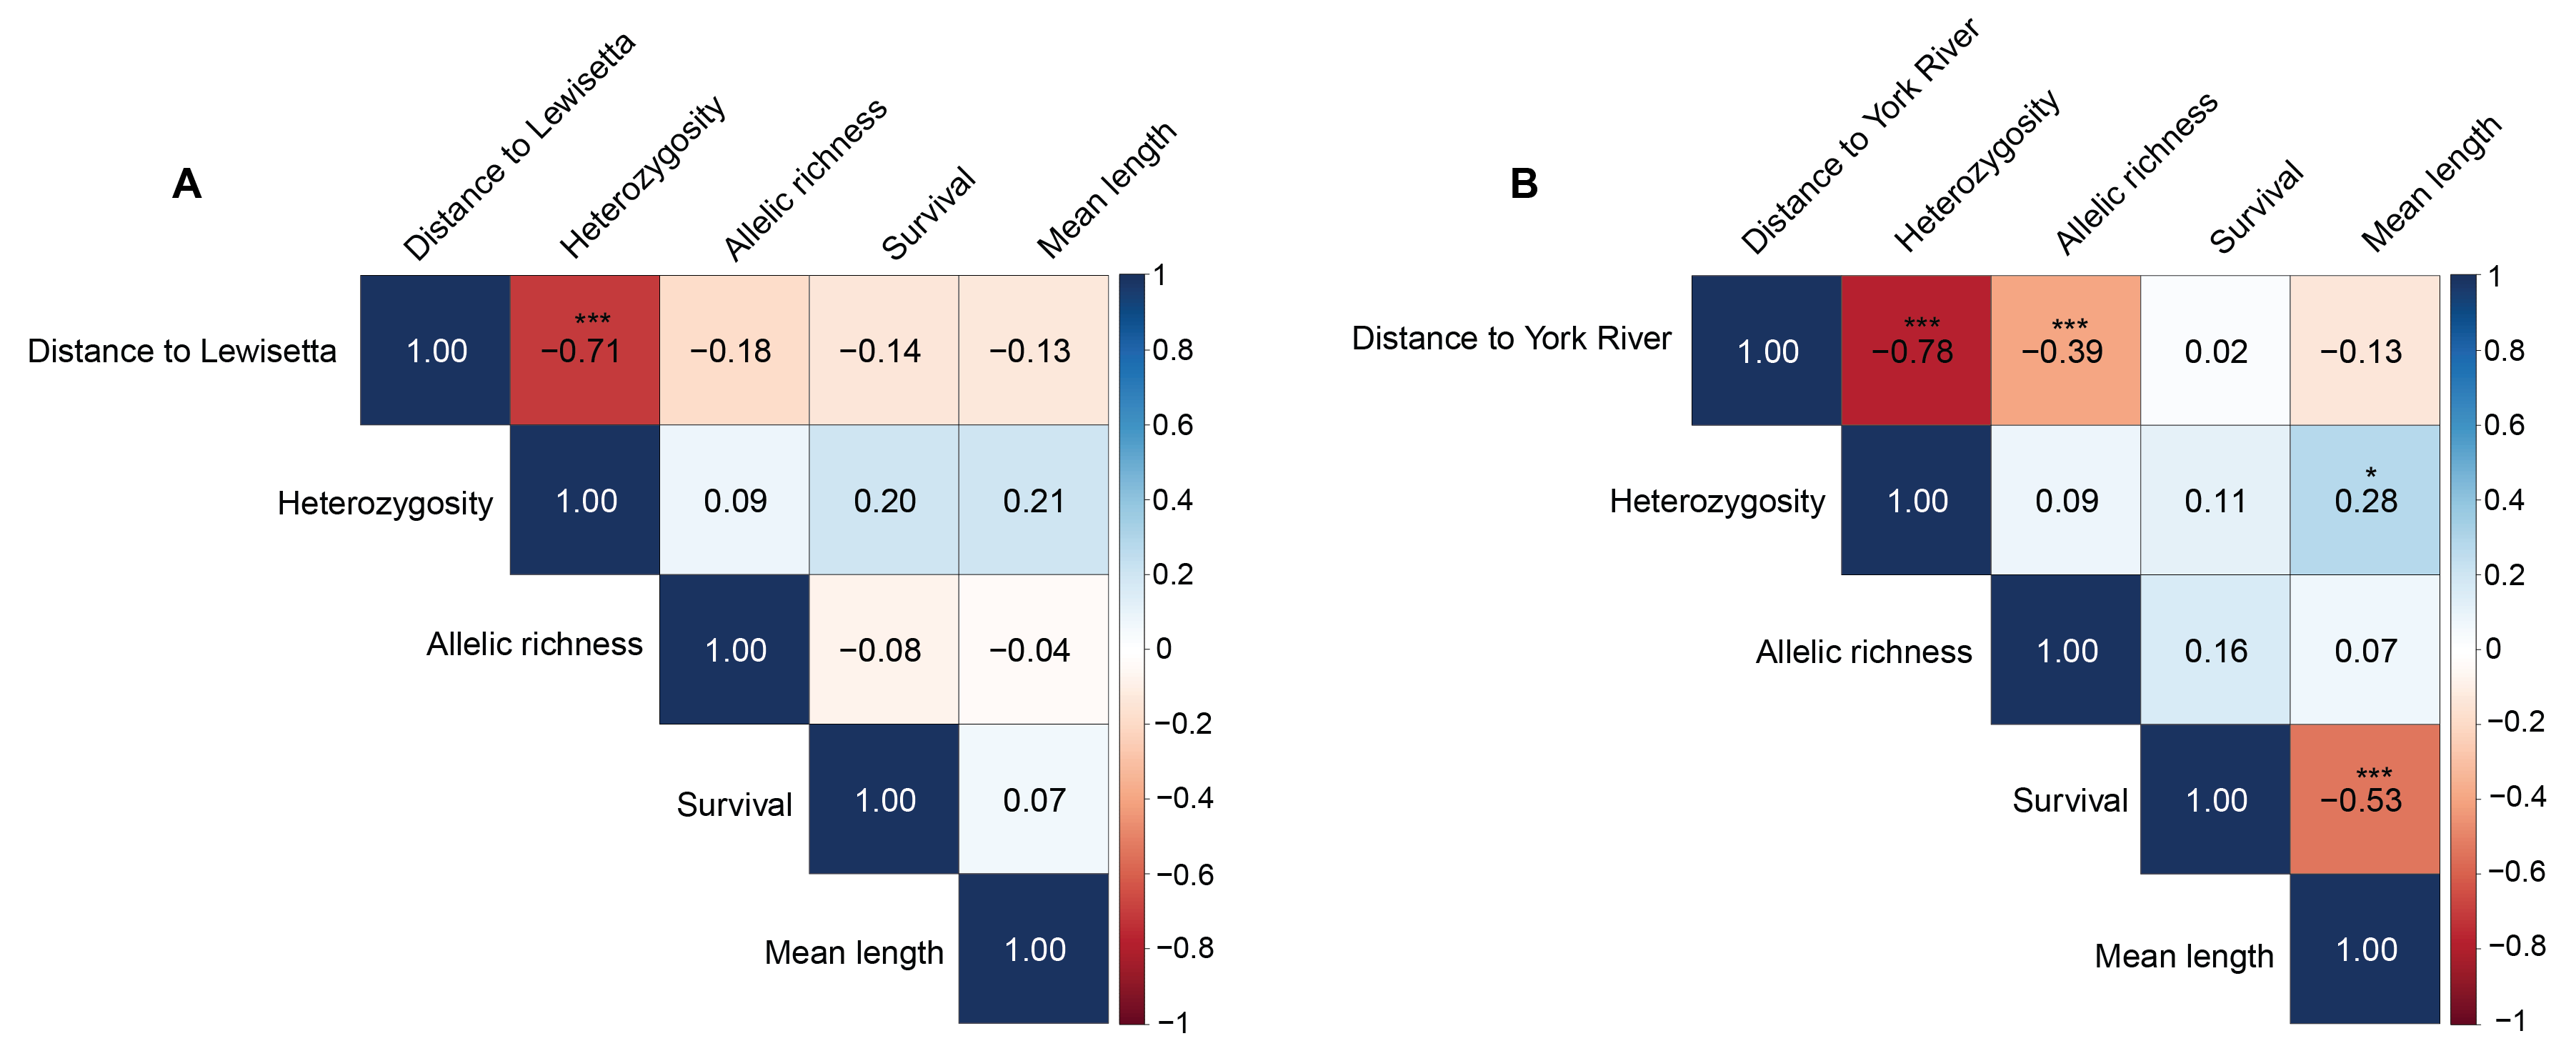 A
Distance to Lewisetta
Heterozygosity
Allelic richness
Survival
Mean length
Distance to Lewisetta 1.00 *** −0.71 −0.18 −0.14 −0.13
Heterozygosity 1.00 0.09 0.20 0.21
Allelic richness 1.00 −0.08 −0.04
Survival 1.00 0.07
Mean length 1.00
1
0.8
0.6
0.4
0.2
0
−0.2
−0.4
−0.6
−0.8
−1
B
Distance to York River
Heterozygosity
Allelic richness
Survival
Mean length
Distance to York River 1.00 *** −0.78 *** −0.39 0.02 −0.13
Heterozygosity 1.00 0.09 0.11 * 0.28
Allelic richness 1.00 0.16 0.07
Survival 1.00 *** −0.53
Mean length 1.00
1
0.8
0.6
0.4
0.2
0
−0.2
−0.4
−0.6
−0.8
−1